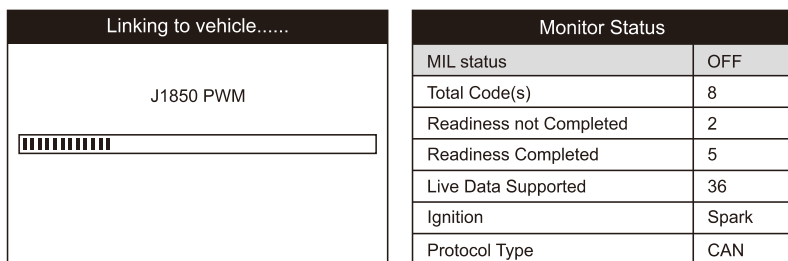 Linking to vehicle......
J1850 PWM
Monitor Status
MIL status OFF
Total Code(s) 8
Readiness not Completed 2
Readiness Completed 5
Live Data Supported 36
Ignition Spark
Protocol Type CAN